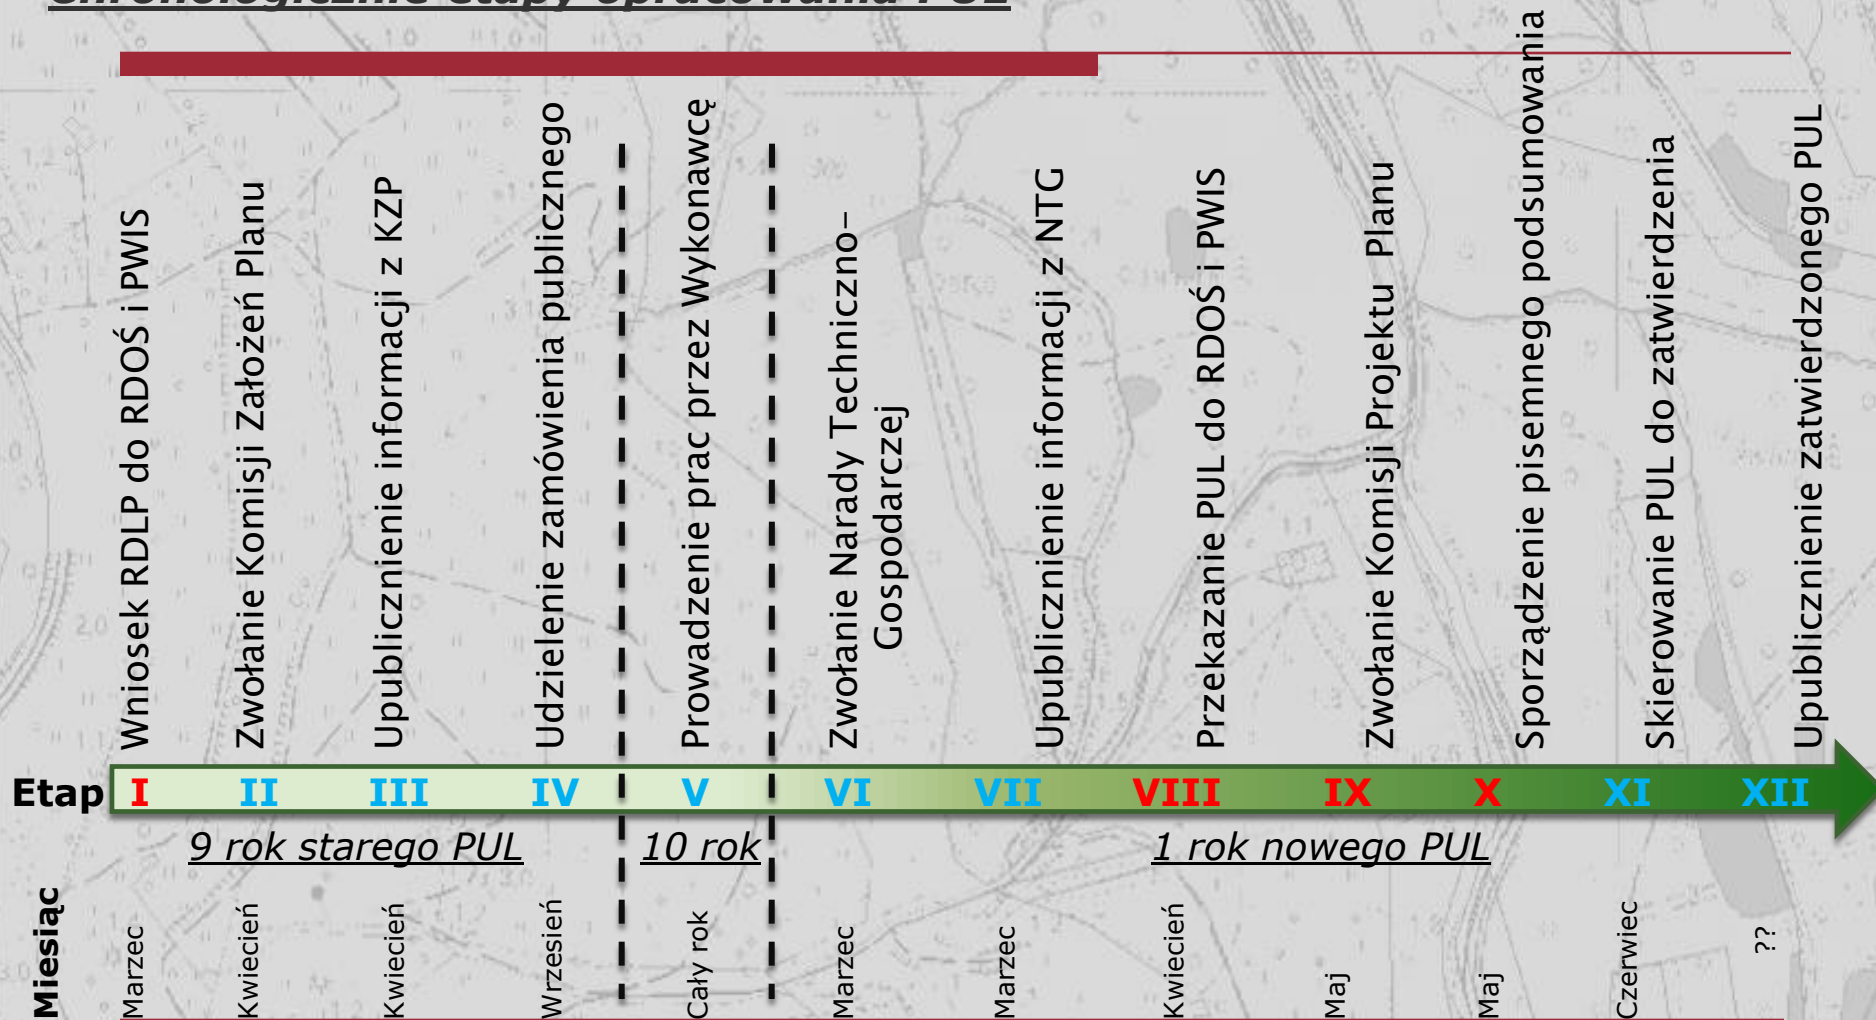 Chronologicznie etapy opracowania PUL
Wniosek RDLP do RDOŚ i PWIS
Zwołanie Komisji Założeń Planu
Upublicznienie informacji z KZP
Udzielenie zamówienia publicznego
Prowadzenie prac przez Wykonawcę
Zwołanie Narady Techniczno–
Gospodarczej
Upublicznienie informacji z NTG
Przekazanie PUL do RDOŚ i PWIS
Zwołanie Komisji Projektu Planu
Sporządzenie pisemnego podsumowania
Skierowanie PUL do zatwierdzenia
Upublicznienie zatwierdzonego PUL
Etap I II III IV V VI VII VIII IX X XI XII
9 rok starego PUL 10 rok 1 rok nowego PUL
Miesiąc
Marzec
Kwiecień
Kwiecień
Wrzesień
Cały rok
Marzec
Marzec
Kwiecień
Maj
Maj
Czerwiec
??